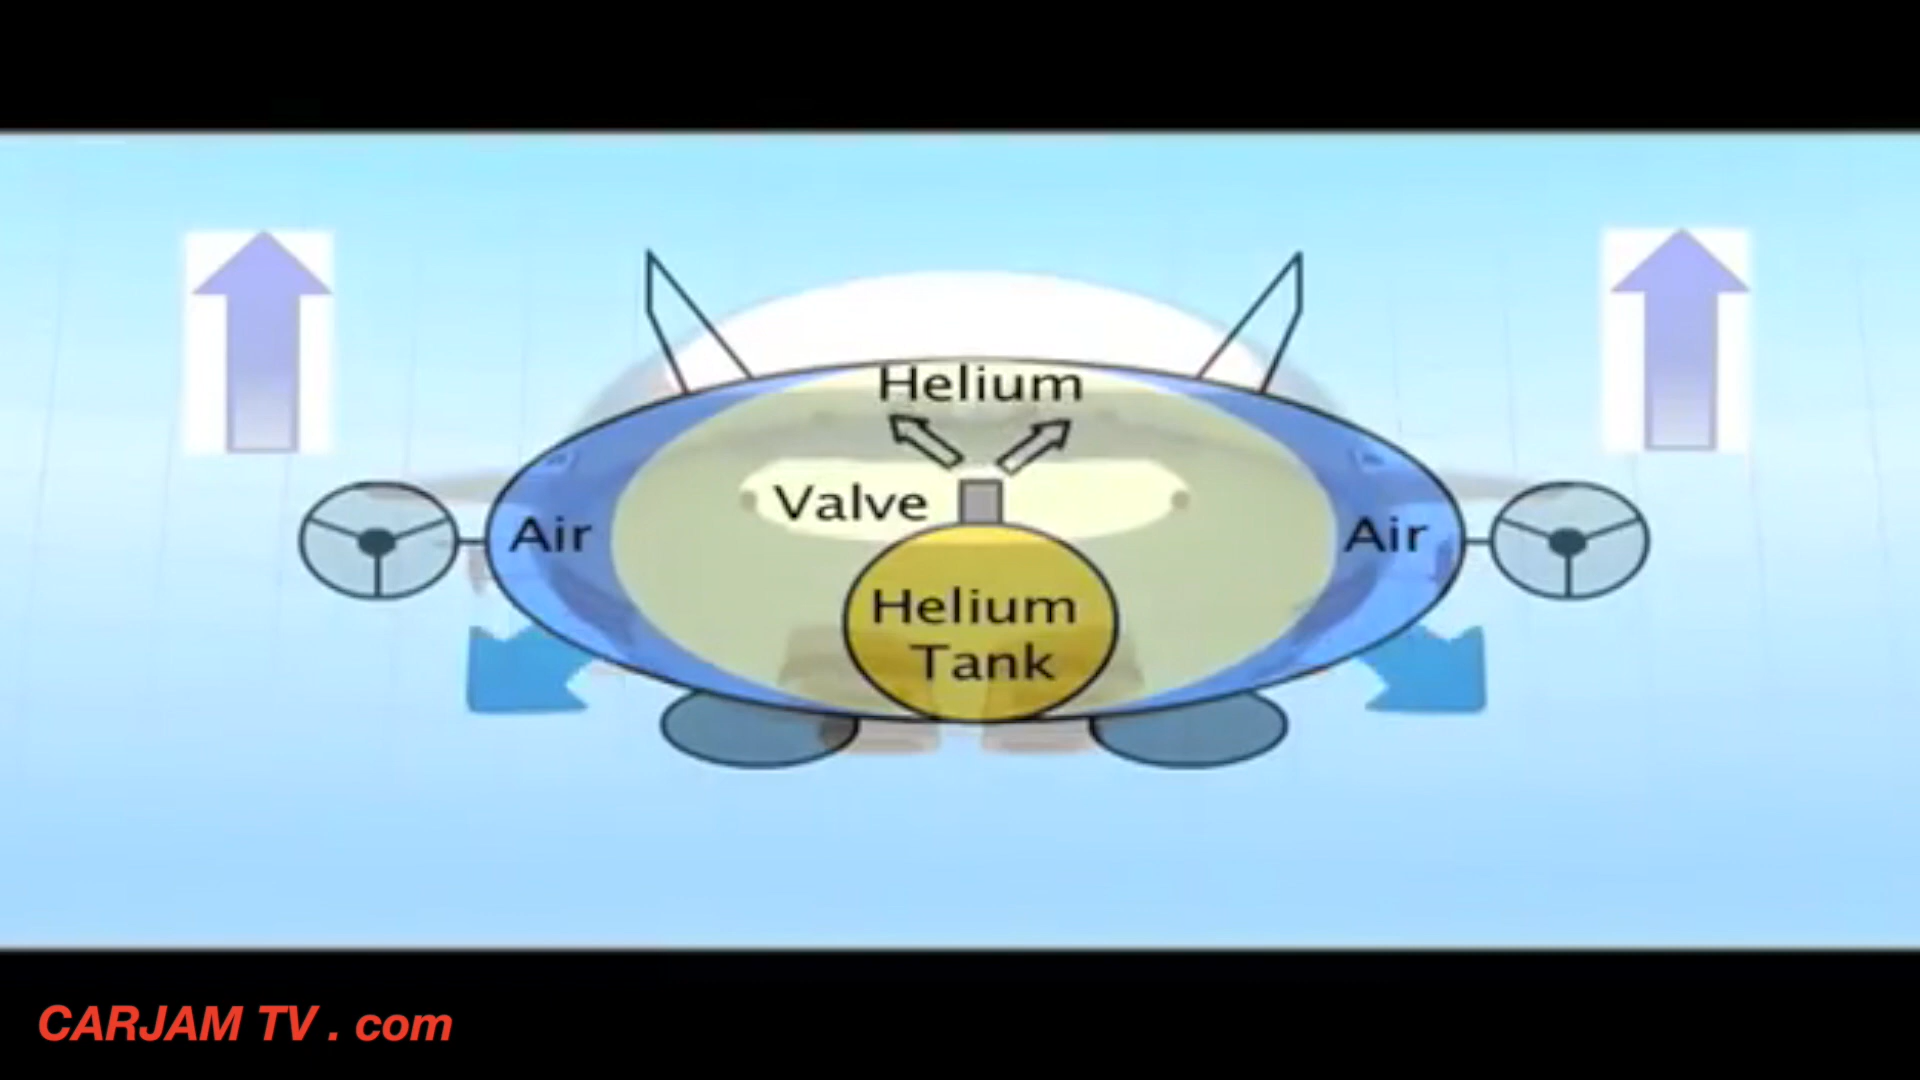 Helium
Valve
Air
Air
Helium
Tank
CARJAM TV . com